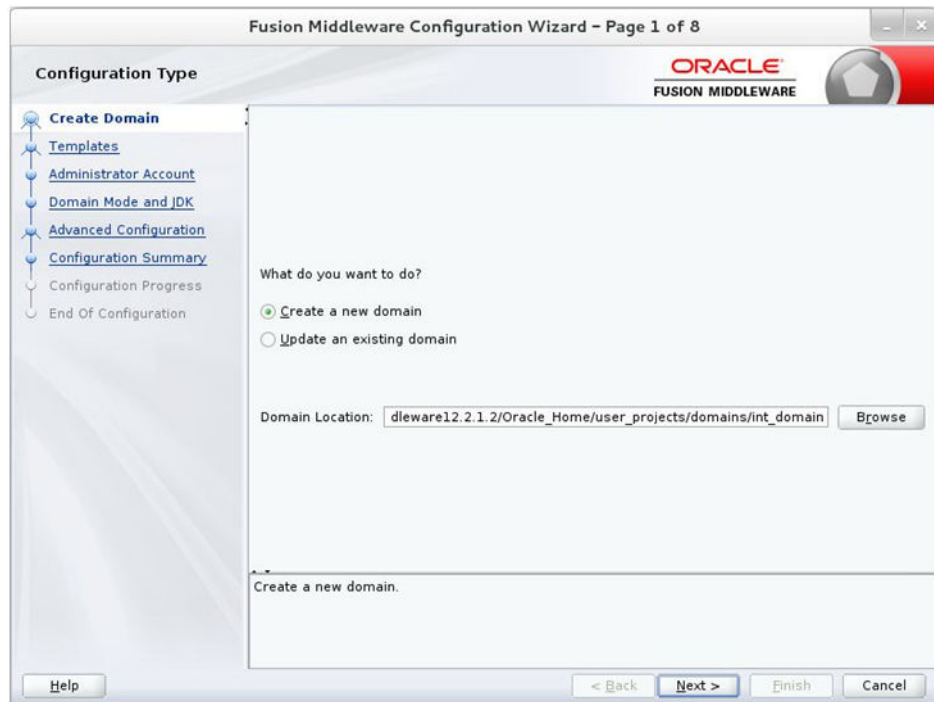 Fusion Middleware Configuration Wizard – Page 1 of 8
Configuration Type
ORACLE
FUSION MIDDLEWARE
Create Domain
Templates
Administrator Account
Domain Mode and JDK
Advanced Configuration
Configuration Summary
Configuration Progress
End Of Configuration
What do you want to do?
Create a new domain
Update an existing domain
Domain Location: dleware12.2.1.2/Oracle_Home/user_projects/domains/int_domain Browse
Create a new domain.
Help < Back Next > Finish Cancel